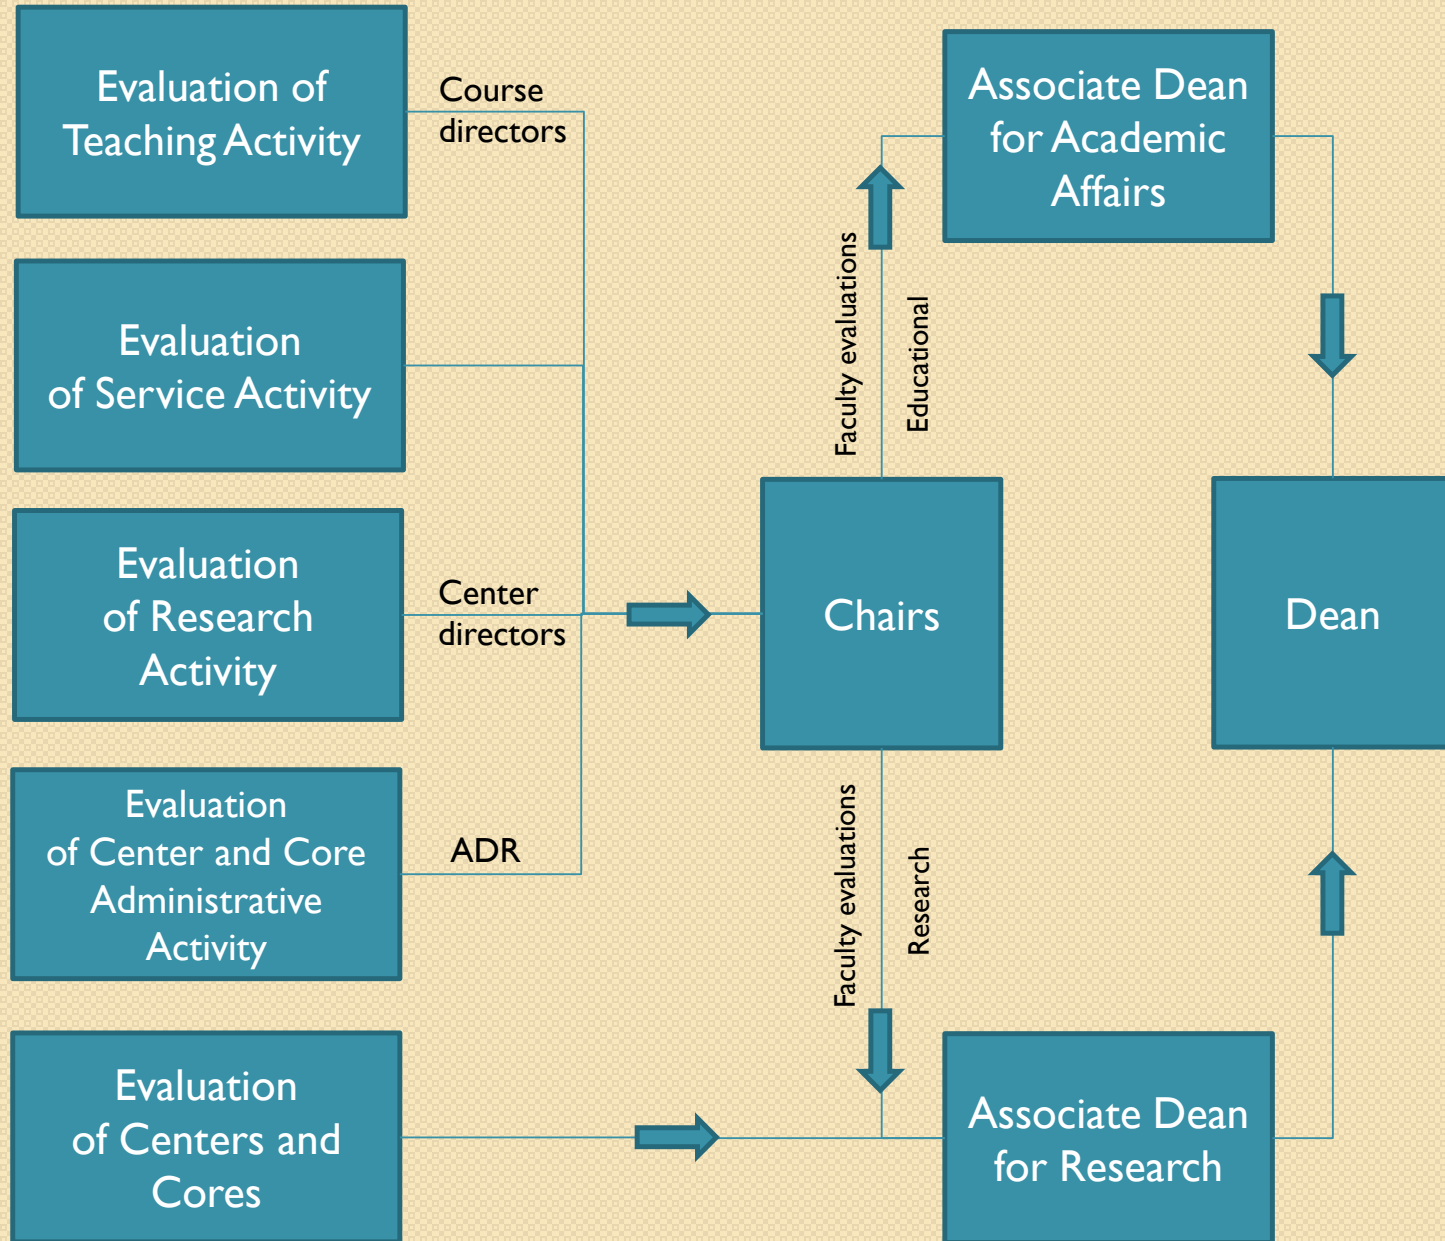 Evaluation of
Teaching Activity
Course
directors
Evaluation
of Service Activity
Evaluation
of Research
Activity
Center
directors
Evaluation
of Center and Core
Administrative
Activity
ADR
Evaluation
of Centers and
Cores
Chairs
Faculty evaluations
Educational
Faculty evaluations
Research
Associate Dean
for Academic
Affairs
Associate Dean
for Research
Dean